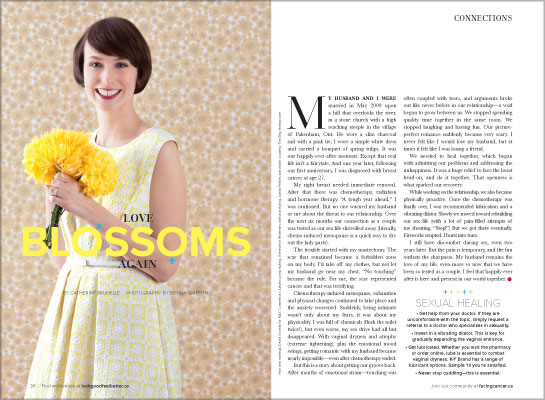 CONNECTIONS
LOVE
BLOSSOMS
AGAIN
BY CATHERINE BRUNELLE PHOTOGRAPHY BY DONNA GRIFFITH
MY HUSBAND AND I WERE
married in May 2009 upon
a hill that overlooks the river,
in a stone church with a high
reaching steeple in the village
of Pakenham, Ont. He wore a slim charcoal
suit with a pink tie; I wore a simple white dress
and carried a bouquet of spring tulips. It was
our happily-ever-after moment. Except that real
life isn't a fairytale. And one year later, following
our first anniversary, I was diagnosed with breast
cancer at age 27.
My right breast needed immediate removal.
After that there was chemotherapy, radiation
and hormone therapy. "A tough year ahead," I
was cautioned. But no one warned my husband
or me about the threat to our relationship. Over
the next six months our connection as a couple
was tested as our sex life shrivelled away (literally,
chemo-induced menopause is a quick way to dry
out the lady parts).
The trouble started with my mastectomy. The
scar that remained became a forbidden zone
on my body. I'd take off my clothes, but not let
my husband go near my chest. "No touching"
became the rule. For me, the scar represented
cancer and that was terrifying.
Chemotherapy-induced menopause, exhaustion
and physical changes continued to take place and
the anxiety worsened. Suddenly, being intimate
wasn't only about my fears, it was about my
physicality. I was full of chemicals (flush the toilet
twice!), but even worse, my sex drive had all but
disappeared. With vaginal dryness and atrophy
(extreme tightening), plus the emotional mood
swings, getting romantic with my husband became
nearly impossible—even after chemotherapy ended.
But this is a story about getting our groove back.
After months of emotional strain—touching was
often coupled with tears, and arguments broke
out like never before in our relationship—a void
began to grow between us. We stopped spending
quality time together in the same room. We
stopped laughing and having fun. Our picture-
perfect romance suddenly became very scary. I
never felt like I would lose my husband, but at
times it felt like I was losing a friend.
We needed to heal together, which began
with admitting our problems and addressing the
unhappiness. It was a huge relief to face the beast
head-on, and do it together. That openness is
what sparked our recovery.
While working on the relationship, we also became
physically proactive. Once the chemotherapy was
finally over, I was recommended lubrication and a
vibrating dilator. Slowly we moved toward rebuilding
our sex life (with a lot of pain-filled attempts of
me shouting, "Stop!") But we got there eventually.
Fireworks erupted. I burst into tears.
I still have discomfort during sex, even two
years later. But the pain is temporary, and the fun
outlasts the sharpness. My husband remains the
love of my life, even more so now that we have
been so tested as a couple. I feel that happily ever
after is here and present in our world together.
SEXUAL HEALING
• Get help from your doctor. If they are
uncomfortable with the topic, simply request a
referral to a doctor who specializes in sexuality.
• Invest in a vibrating dilator. This is key for
gradually expanding the vaginal entrance.
• Get lubricated. Whether you visit the pharmacy
or order online, lube is essential to combat
vaginal dryness. KY Brand has a range of
lubricant options. Sample 'til you're satisfied.
• Never stop cuddling—this is essential.
36 Find workshops at lookgoodfeelbetter.ca
Join our community at facingcancer.ca